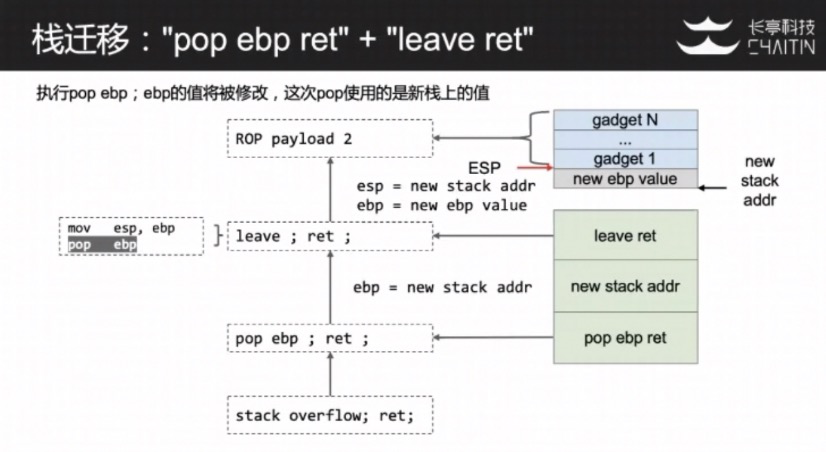 栈迁移："pop ebp ret" + "leave ret"
长亭科技
CHAITIN
执行pop ebp；ebp的值将被修改，这次pop使用的是新栈上的值
ROP payload 2
gadget N
...
gadget 1
new ebp value
ESP
new
stack
addr
esp = new stack addr
ebp = new ebp value
mov esp, ebp
pop ebp
leave ; ret ;
leave ret
ebp = new stack addr
new stack addr
pop ebp ; ret ;
pop ebp ret
stack overflow; ret;